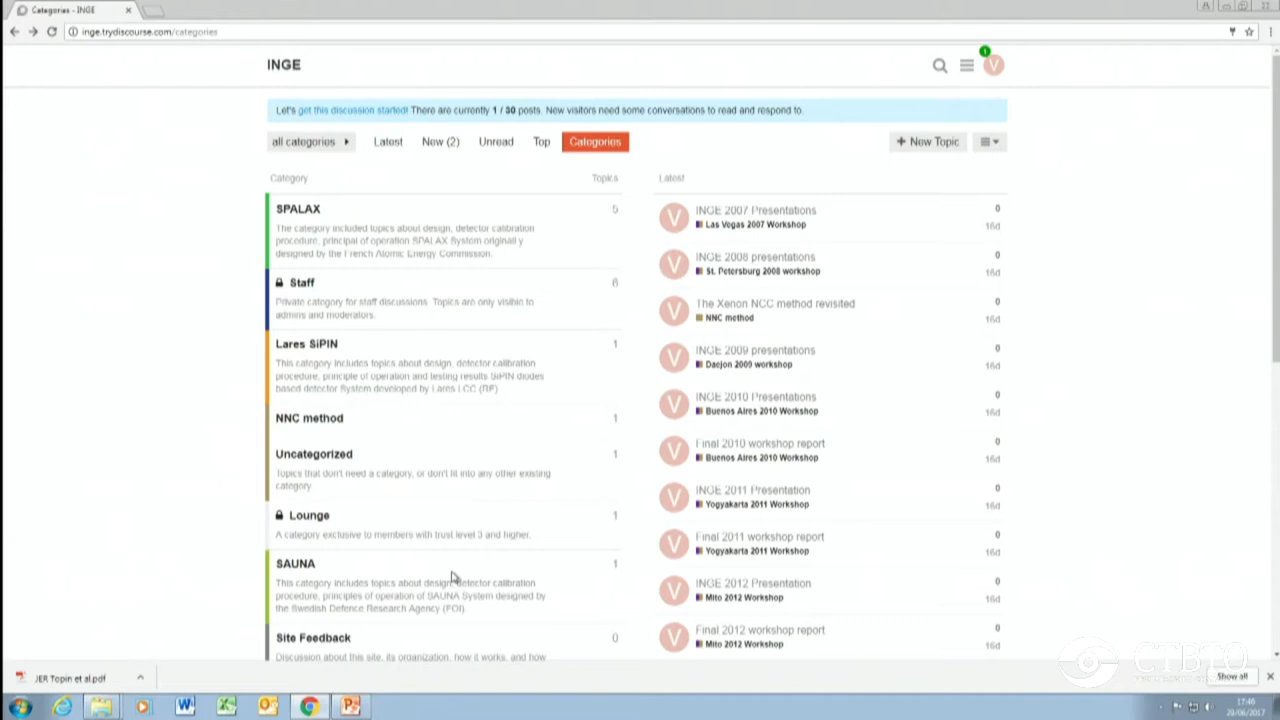 Categories - INGE
inge.trydiscourse.com/categories
INGE
1
V
Let's get this discussion started! There are currently 1 / 30 posts. New visitors need some conversations to read and respond to.
all categories
Latest
New (2)
Unread
Top
Categories
+ New Topic
Category
Topics
SPALAX
5
The category included topics about design, detector calibration
procedure, principal of operation SPALAX System originally
designed by the French Atomic Energy Commission.
Staff
6
Private category for staff discussions. Topics are only visible to
admins and moderators.
Lares SiPIN
1
This category includes topics about design, detector calibration
procedure, principle of operation and testing results SiPIN diodes
based detector System developed by Lares LCC (RF)
NNC method
1
Uncategorized
1
Topics that don't need a category, or don't fit into any other existing
category
Lounge
1
A category exclusive to members with trust level 3 and higher.
SAUNA
1
This category includes topics about design, detector calibration
procedure, principles of operation of SAUNA System designed by
the Swedish Defence Research Agency (FOI).
Site Feedback
0
Discussion about this site, its organization, how it works, and how
Latest
V
INGE 2007 Presentations
0
Las Vegas 2007 Workshop
16d
V
INGE 2008 presentations
0
St. Petersburg 2008 workshop
16d
V
The Xenon NCC method revisited
0
NNC method
16d
V
INGE 2009 presentations
0
Daejon 2009 workshop
16d
V
INGE 2010 Presentations
0
Buenos Aires 2010 Workshop
16d
V
Final 2010 workshop report
0
Buenos Aires 2010 Workshop
16d
V
INGE 2011 Presentation
0
Yogyakarta 2011 Workshop
16d
V
Final 2011 workshop report
0
Yogyakarta 2011 Workshop
16d
V
INGE 2012 Presentation
0
Mito 2012 Workshop
16d
V
Final 2012 workshop report
0
Mito 2012 Workshop
16d
CTBTO
JER Topin et al.pdf
Show all
17:46
29/06/2017